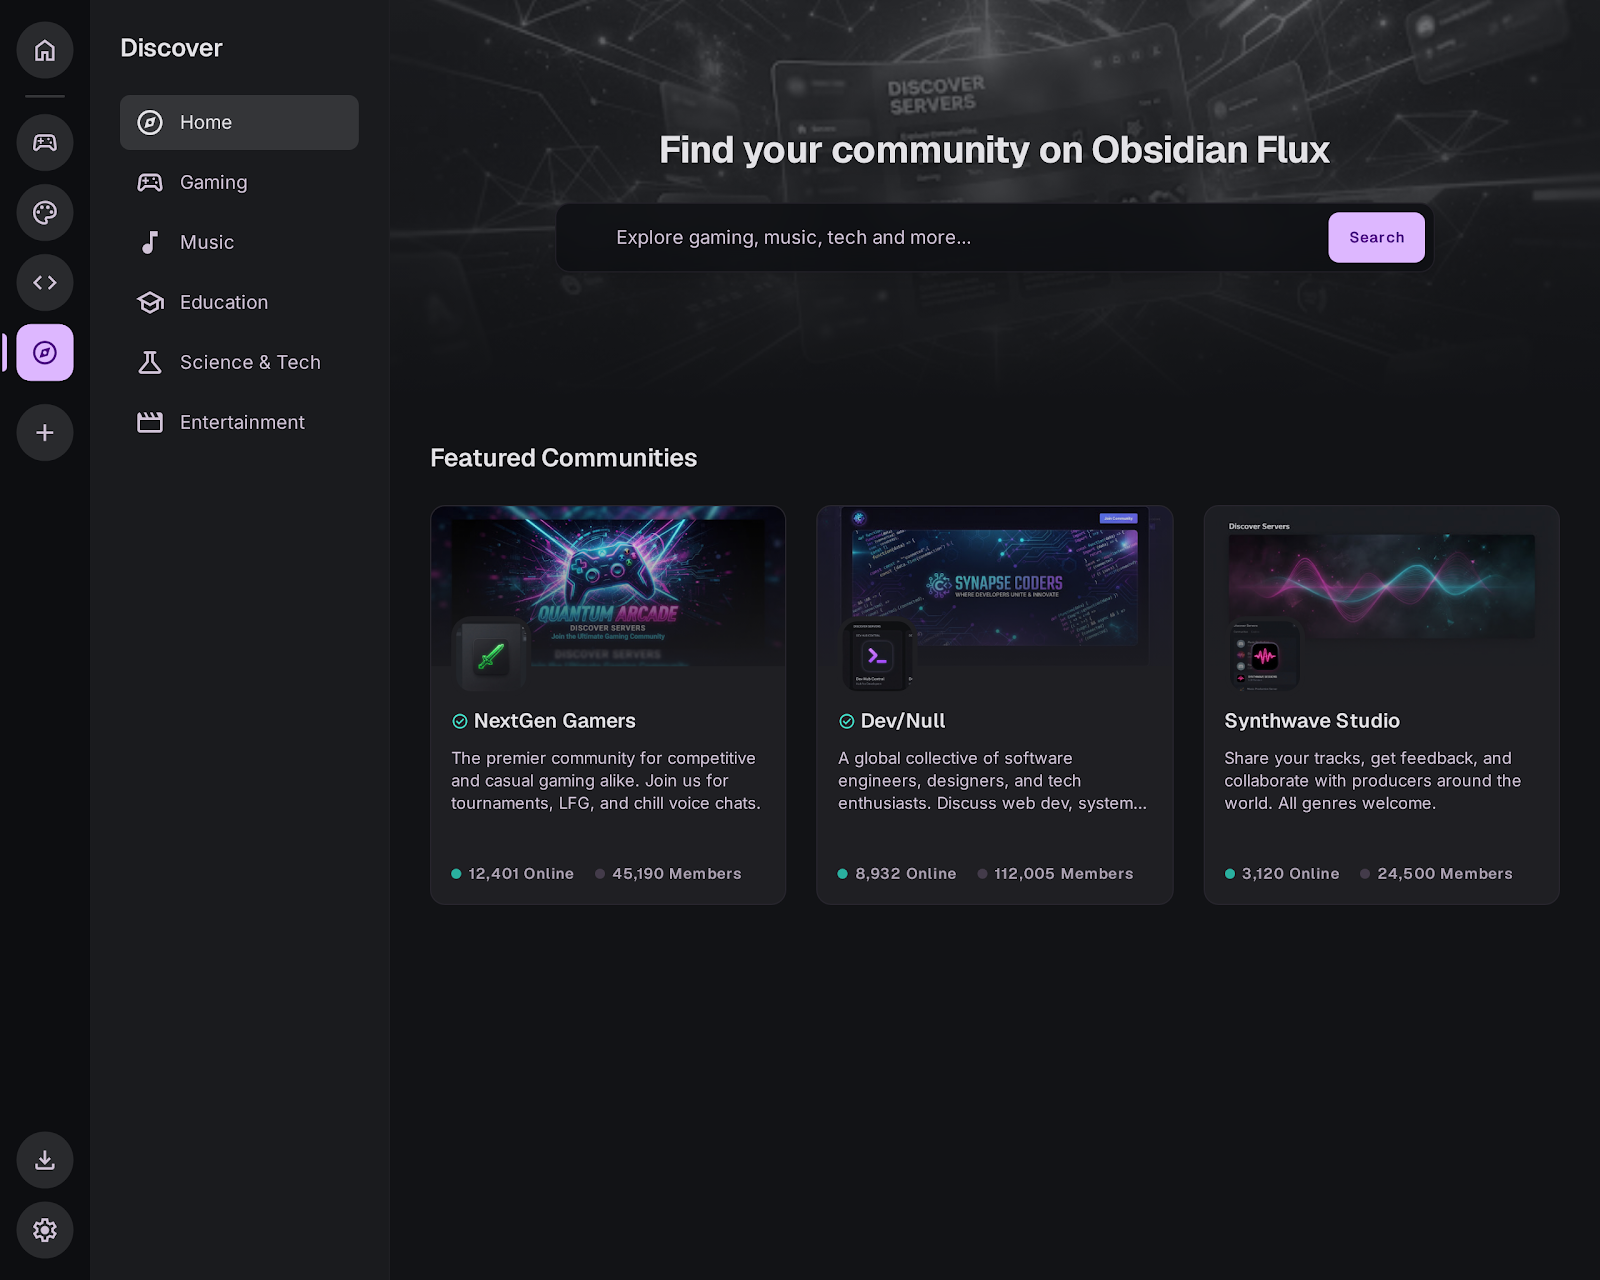 Discover
Home
Gaming
Music
Education
Science & Tech
Entertainment
DISCOVER
SERVERS
Find your community on Obsidian Flux
Explore gaming, music, tech and more...
Search
Featured Communities
QUANTUM ARCADE
DISCOVER SERVERS
Join the Ultimate Gaming Community
DISCOVER SERVERS
NextGen Gamers
The premier community for competitive
and casual gaming alike. Join us for
tournaments, LFG, and chill voice chats.
12,401 Online
45,190 Members
Join Community
SYNAPSE CODERS
WHERE DEVELOPERS UNITE & INNOVATE
Dev/Null
A global collective of software
engineers, designers, and tech
enthusiasts. Discuss web dev, system...
8,932 Online
112,005 Members
Discover Servers
Synthwave Studio
Share your tracks, get feedback, and
collaborate with producers around the
world. All genres welcome.
3,120 Online
24,500 Members